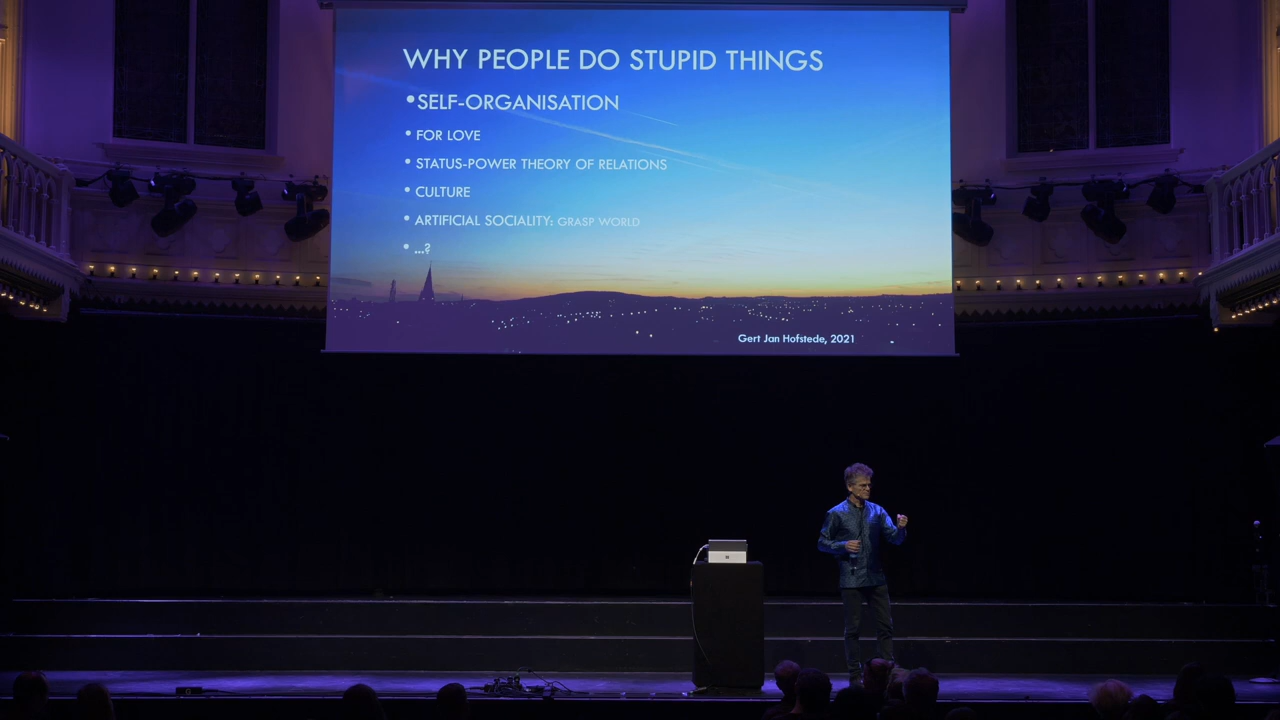 WHY PEOPLE DO STUPID THINGS
•SELF-ORGANISATION
• FOR LOVE
• STATUS-POWER THEORY OF RELATIONS
• CULTURE
• ARTIFICIAL SOCIALITY: GRASP WORLD
• ...?
Gert Jan Hofstede, 2021